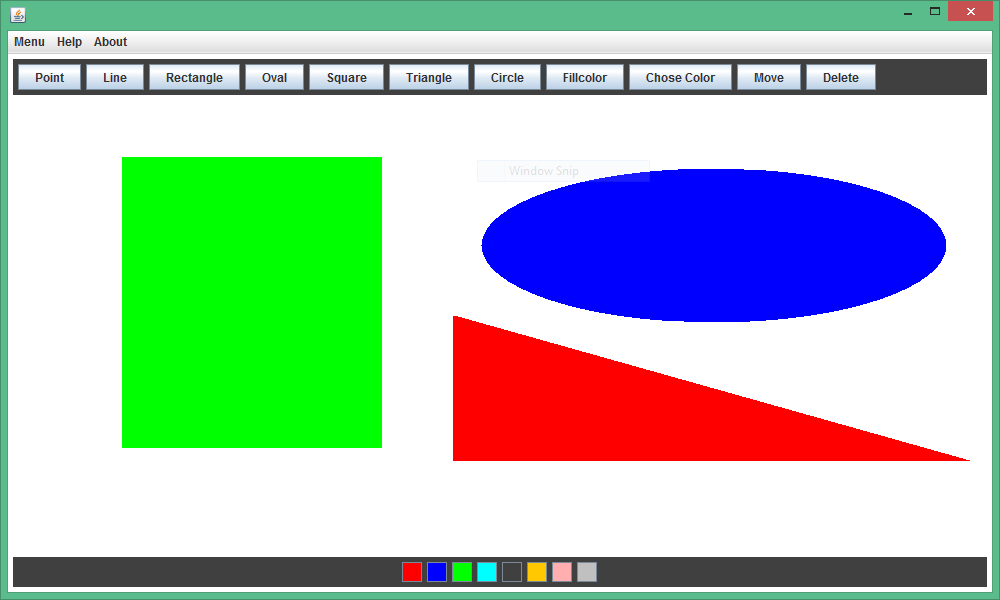 Menu Help About
Point Line Rectangle Oval Square Triangle Circle Fillcolor Chose Color Move Delete
Window Snip